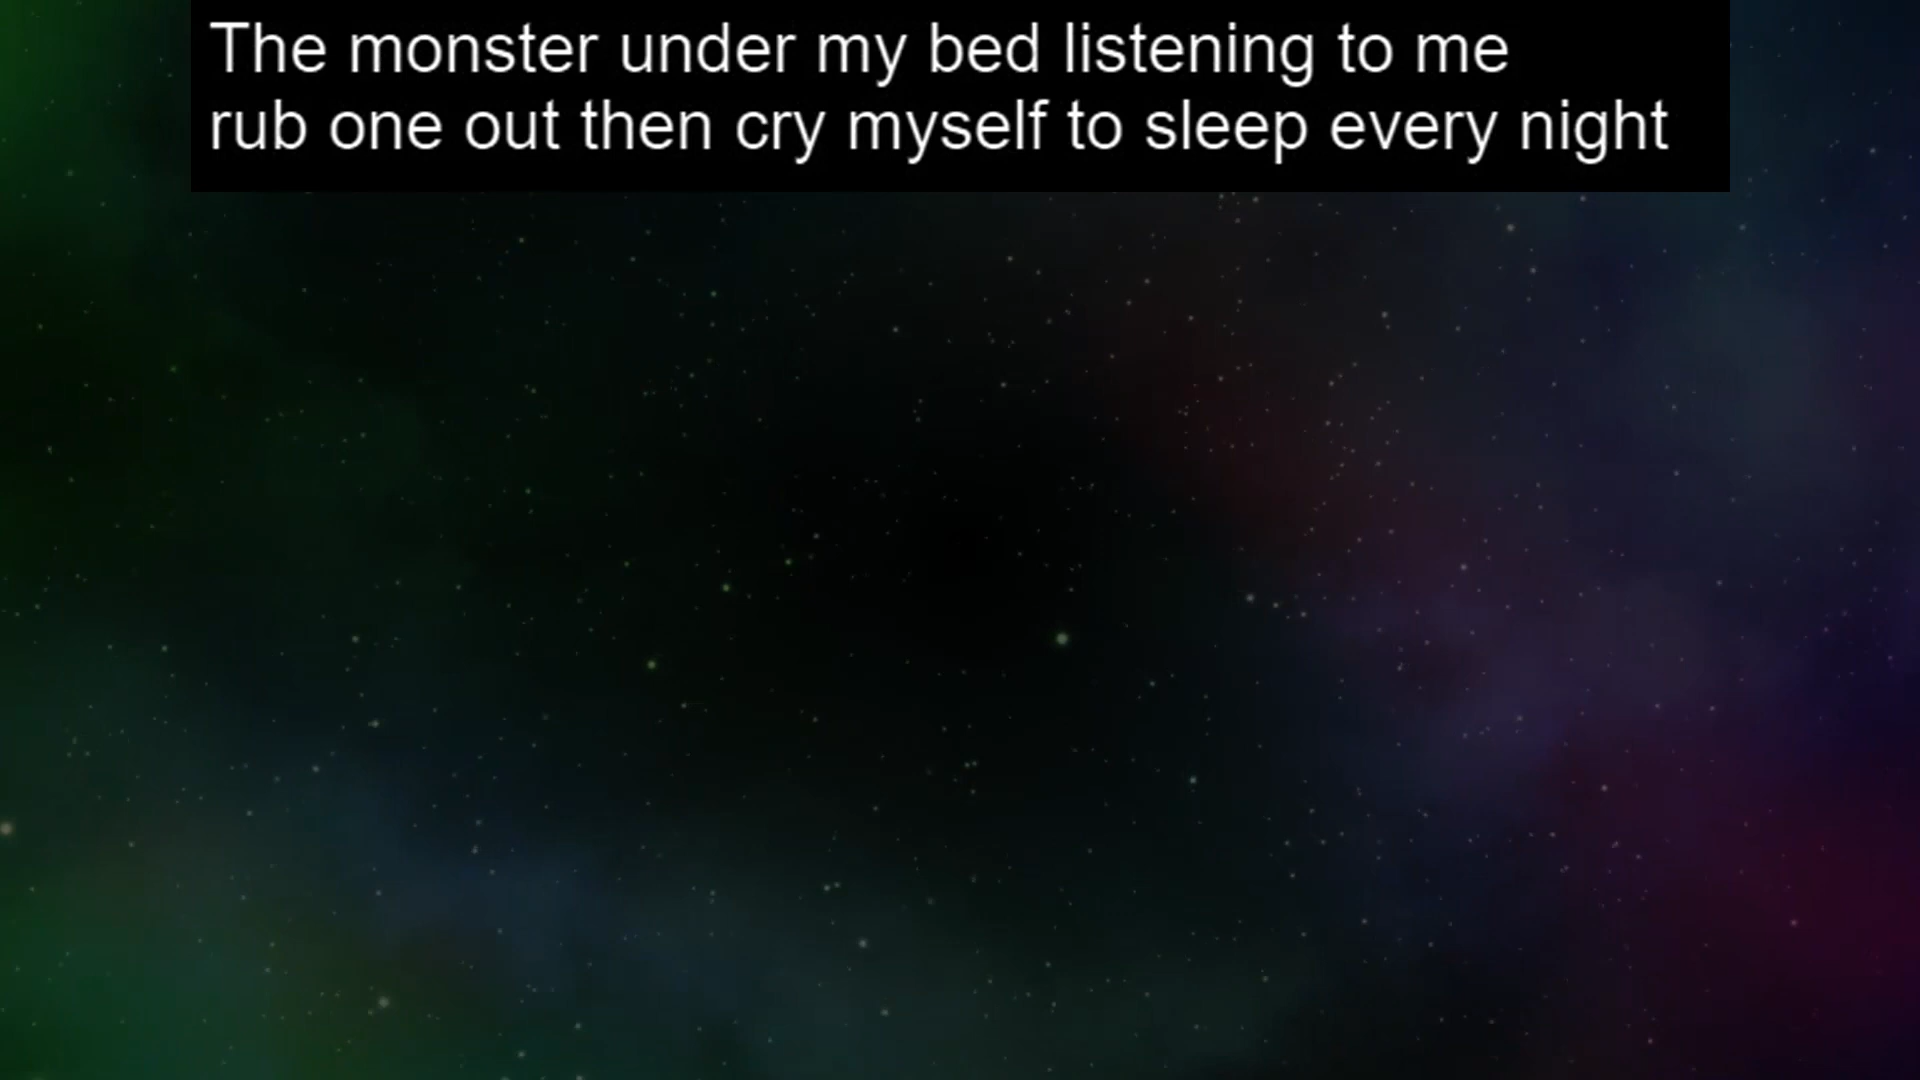 The monster under my bed listening to me
rub one out then cry myself to sleep every night